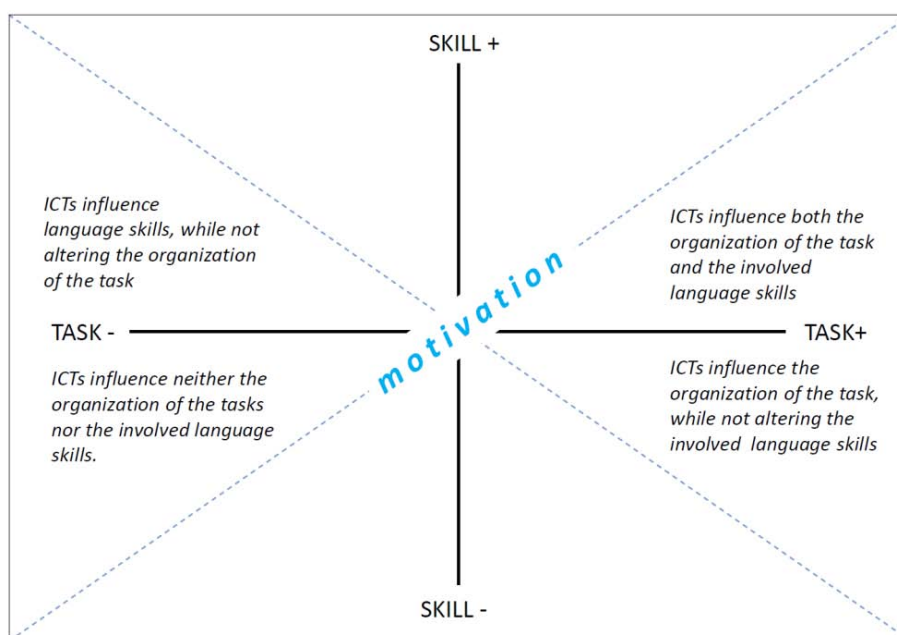 SKILL +
ICTs influence
language skills, while not
altering the organization
of the task
ICTs influence both the
organization of the task
and the involved
language skills
motivation
TASK -
TASK+
ICTs influence neither the
organization of the tasks
nor the involved language
skills.
ICTs influence the
organization of the task,
while not altering the
involved language skills
SKILL -